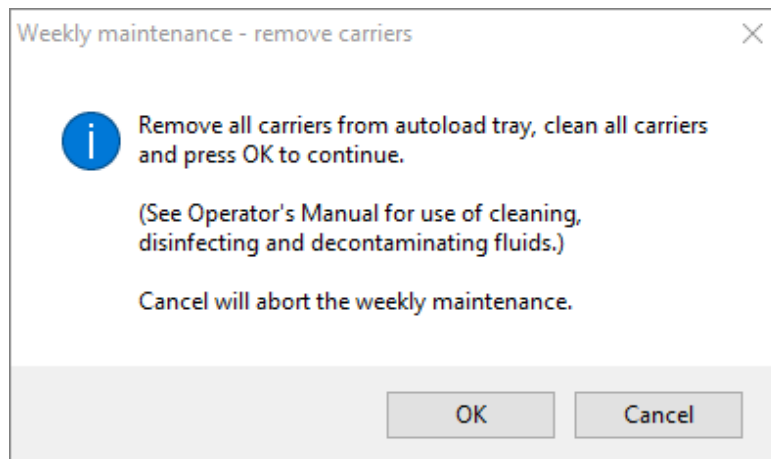 Weekly maintenance - remove carriers
Remove all carriers from autoload tray, clean all carriers
and press OK to continue.
(See Operator's Manual for use of cleaning,
disinfecting and decontaminating fluids.)
Cancel will abort the weekly maintenance.
OK
Cancel